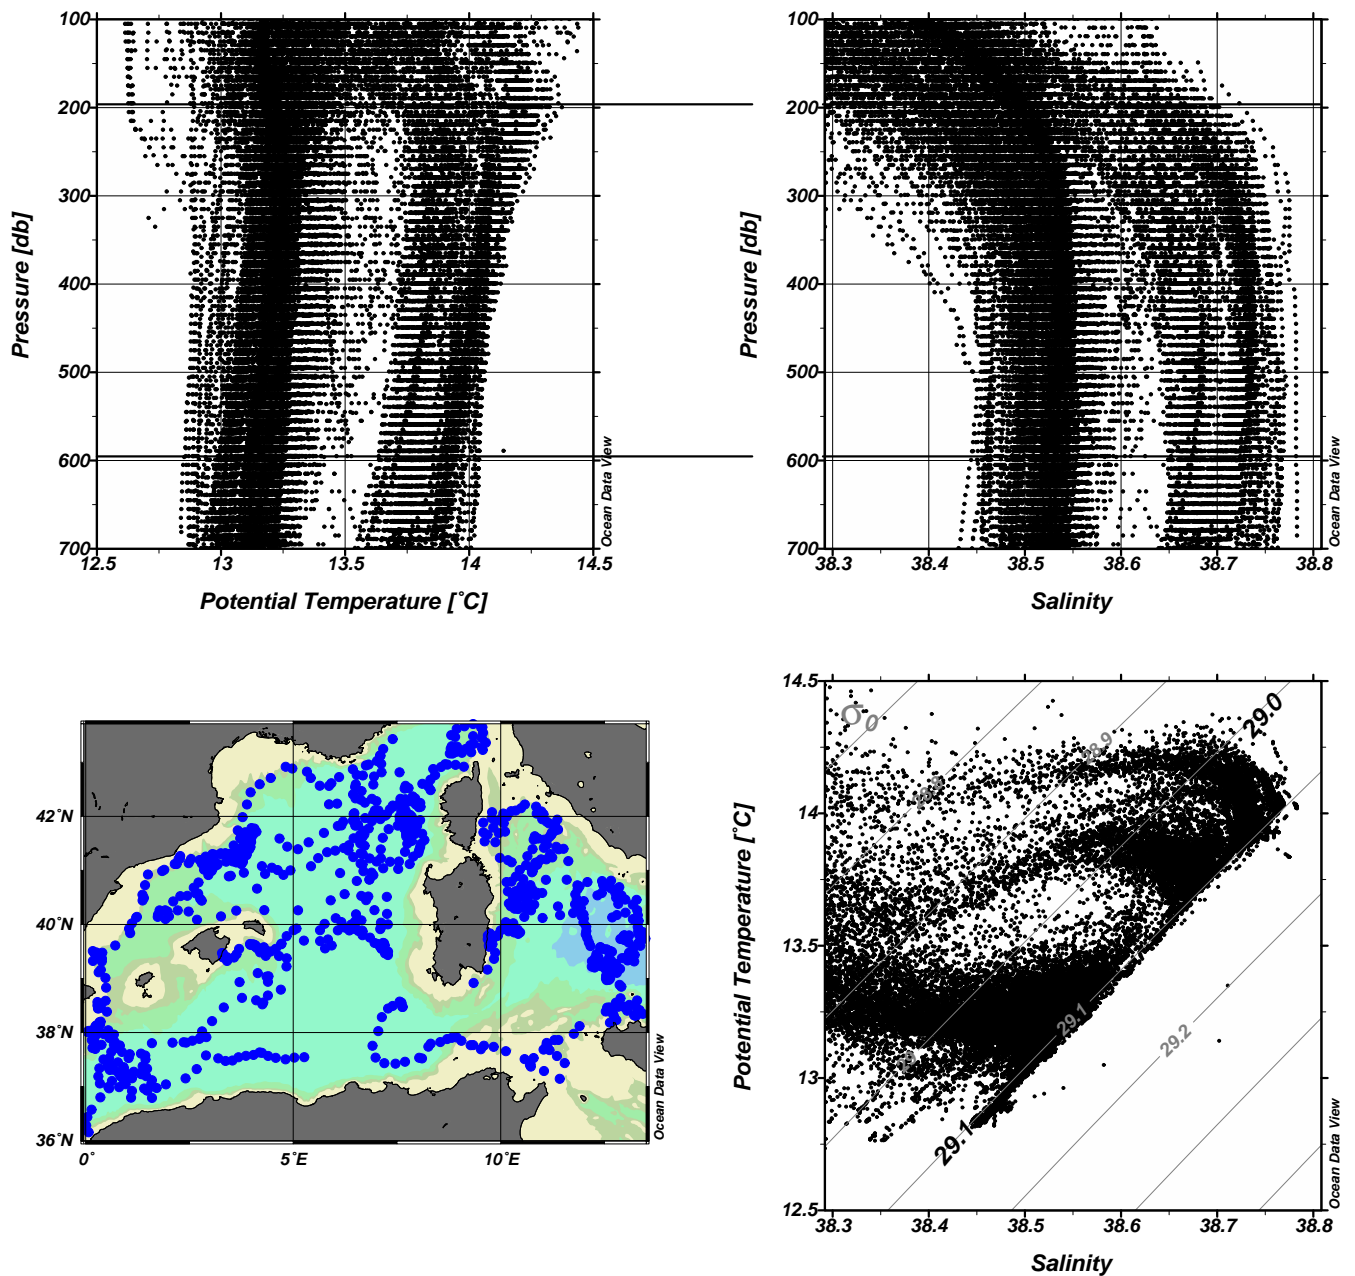 100
200
300
400
500
600
700
12.5
13
13.5
14
14.5
Pressure [db]
Potential Temperature [˚C]
Ocean Data View
100
200
300
400
500
600
700
38.3
38.4
38.5
38.6
38.7
38.8
Pressure [db]
Salinity
Ocean Data View
42˚N
40˚N
38˚N
36˚N
0˚
5˚E
10˚E
Ocean Data View
14.5
14
13.5
13
12.5
38.3
38.4
38.5
38.6
38.7
38.8
Potential Temperature [˚C]
Salinity
σ0
28.9
29.0
29.1
29.2
29.1
Ocean Data View